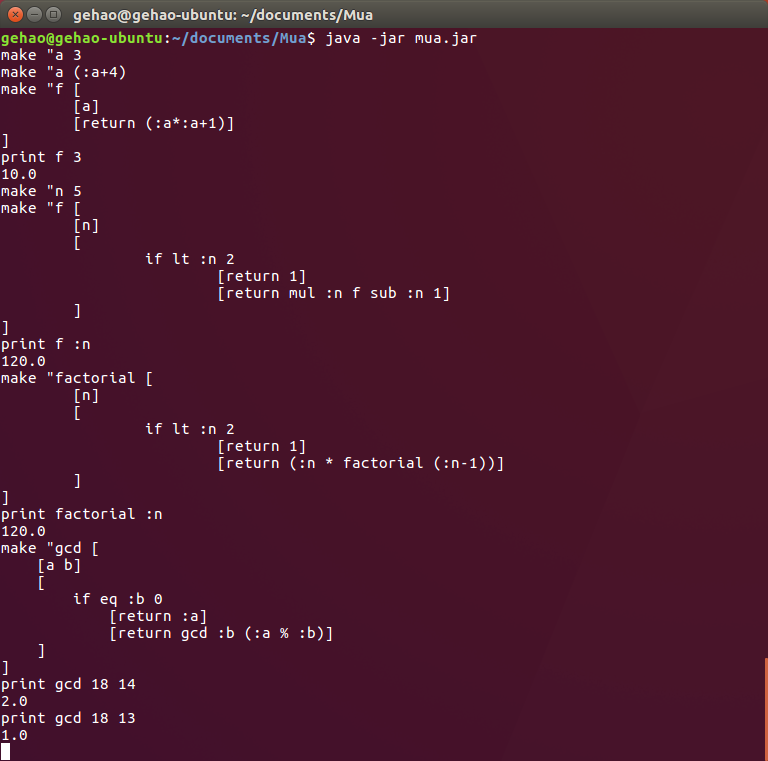 gehao@gehao-ubuntu: ~/documents/Mua
gehao@gehao-ubuntu:~/documents/Mua$ java -jar mua.jar
make "a 3
make "a (:a+4)
make "f [
        [a]
        [return (:a*:a+1)]
]
print f 3
10.0
make "n 5
make "f [
        [n]
        [
                if lt :n 2
                        [return 1]
                        [return mul :n f sub :n 1]
        ]
]
print f :n
120.0
make "factorial [
        [n]
        [
                if lt :n 2
                        [return 1]
                        [return (:n * factorial (:n-1))]
        ]
]
print factorial :n
120.0
make "gcd [
    [a b]
    [
        if eq :b 0
            [return :a]
            [return gcd :b (:a % :b)]
    ]
]
print gcd 18 14
2.0
print gcd 18 13
1.0